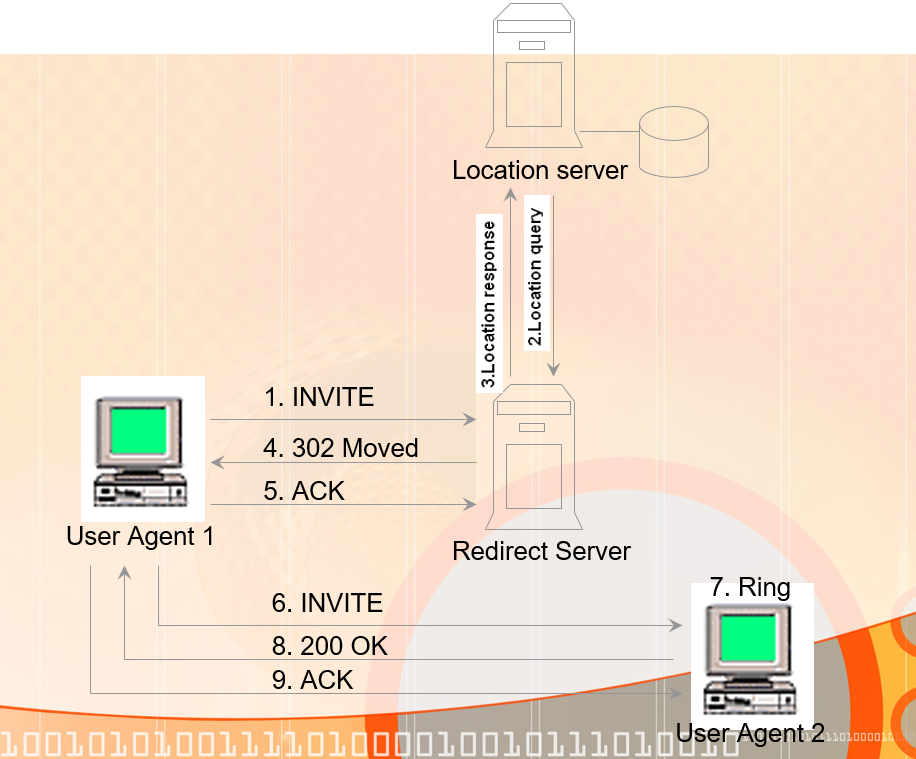 Location server
3.Location response
2.Location query
1. INVITE
4. 302 Moved
5. ACK
User Agent 1
Redirect Server
7. Ring
6. INVITE
8. 200 OK
9. ACK
User Agent 2